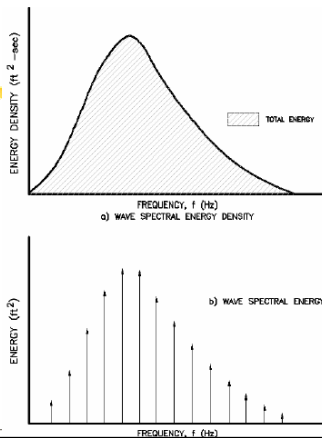 ENERGY DENSITY (ft 2 -sec)
TOTAL ENERGY
FREQUENCY, f (Hz)
a) WAVE SPECTRAL ENERGY DENSITY
ENERGY (ft2)
b) WAVE SPECTRAL ENERGY
FREQUENCY, f (Hz)